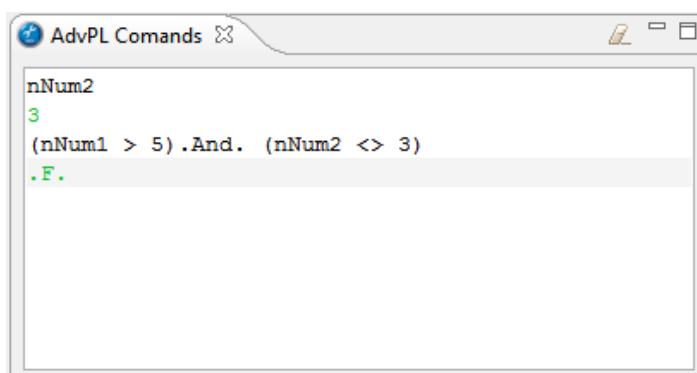 AdvPL Comands
nNum2
3
(nNum1 > 5).And. (nNum2 <> 3)
.F.